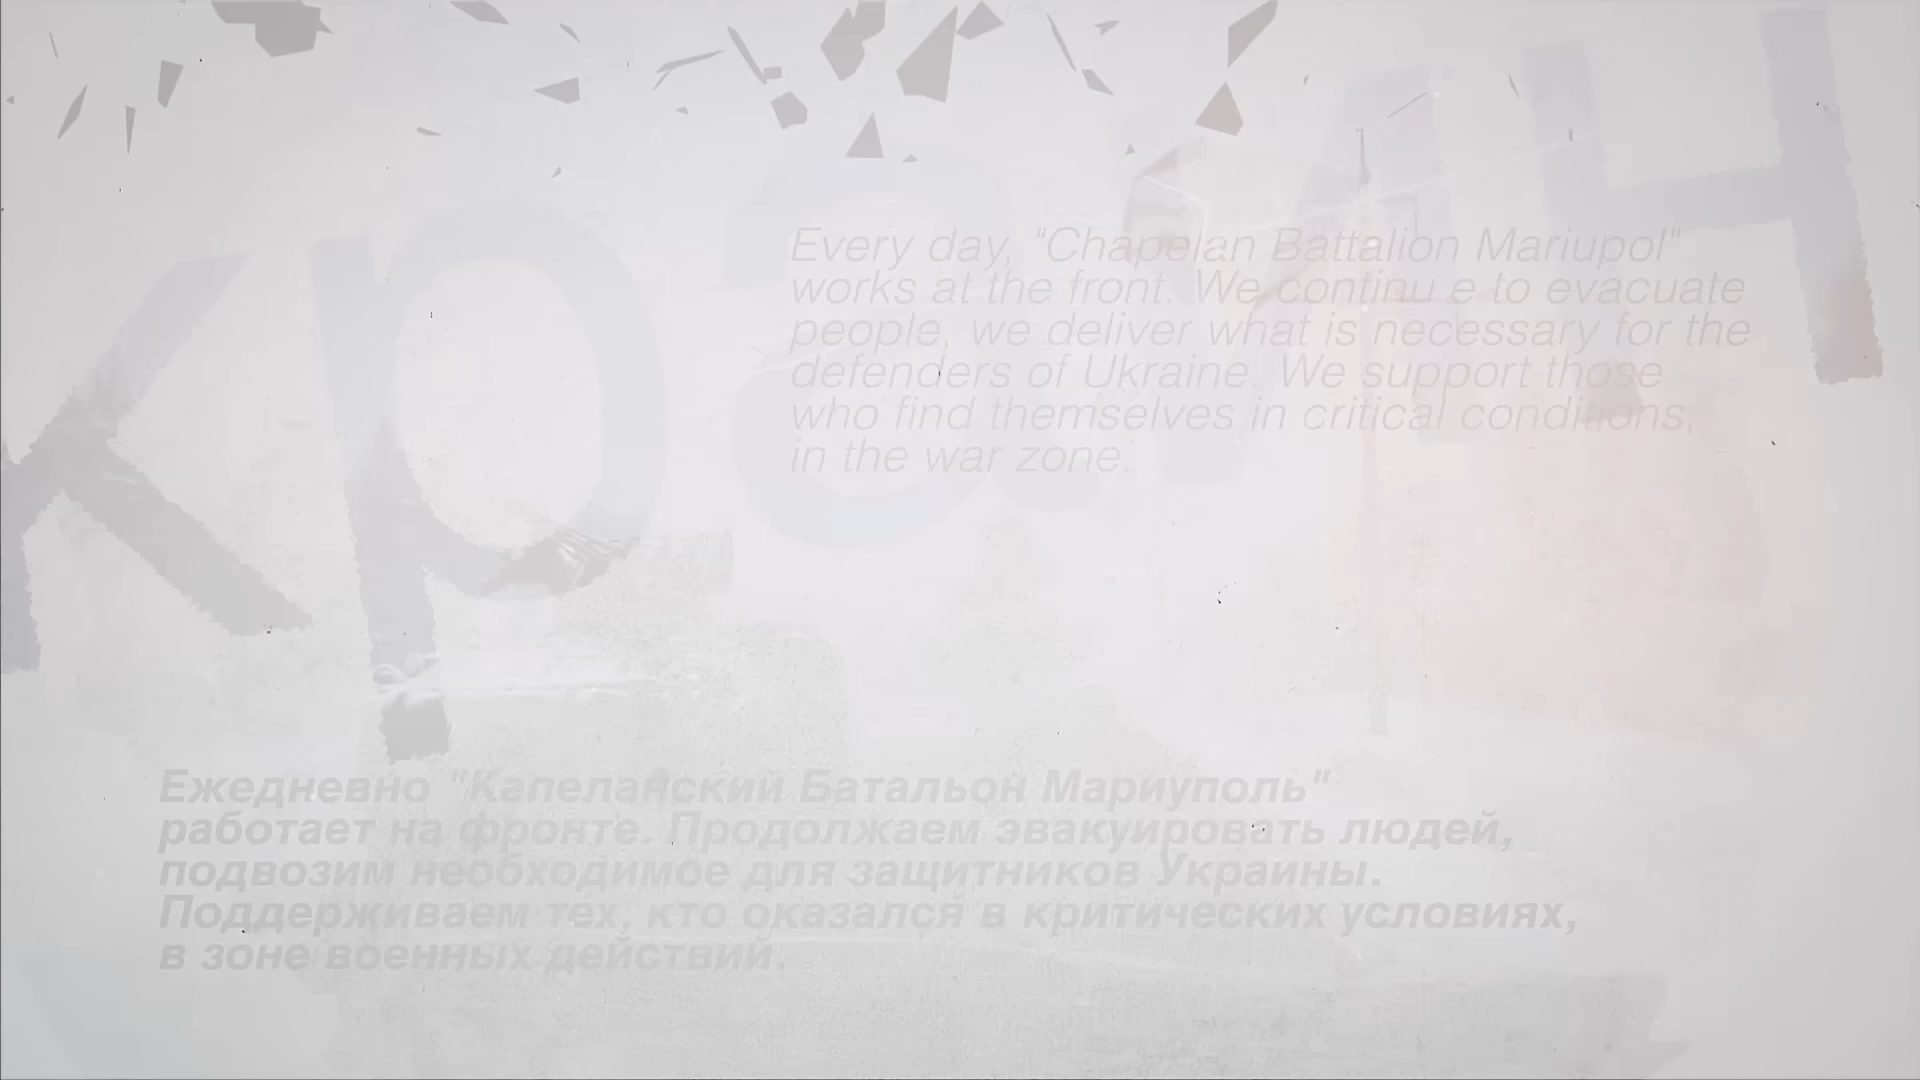 краин
Every day, "Chapelan Battalion Mariupol"
works at the front. We continu e to evacuate
people, we deliver what is necessary for the
defenders of Ukraine. We support those
who find themselves in critical conditions,
in the war zone.
Ежедневно "Капеланский Батальон Мариуполь"
работает на фронте. Продолжаем эвакуировать людей,
подвозим необходимое для защитников Украины.
Поддерживаем тех, кто оказался в критических условиях,
в зоне военных действий.